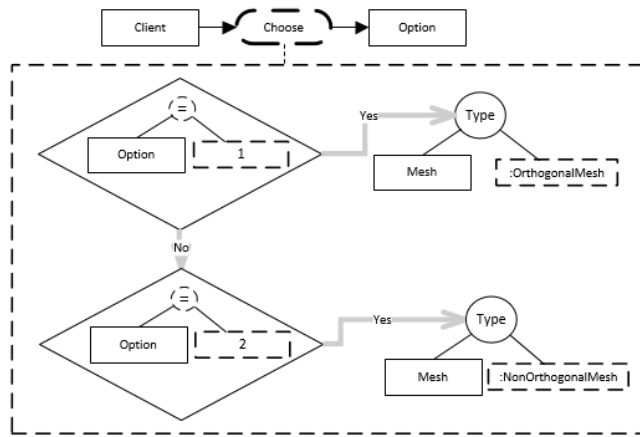 Client
Choose
Option
=
Option
1
Yes
Type
Mesh
:OrthogonalMesh
No
=
Option
2
Yes
Type
Mesh
:NonOrthogonalMesh